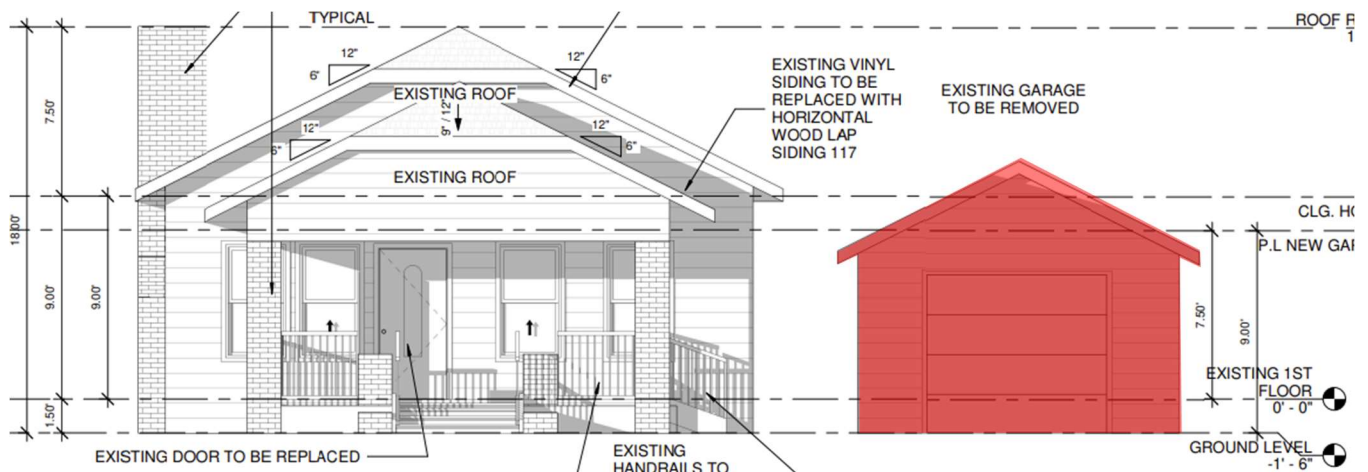 TYPICAL
ROOF R
1
12"
6"
12"
6"
7.50'
EXISTING ROOF
9" / 12"
EXISTING VINYL
SIDING TO BE
REPLACED WITH
HORIZONTAL
WOOD LAP
SIDING 117
EXISTING GARAGE
TO BE REMOVED
12"
6"
12"
6"
EXISTING ROOF
18.00'
CLG. HO
P.L NEW GAR
9.00'
9.00'
7.50'
9.00'
EXISTING 1ST
FLOOR
0' - 0"
1.50'
GROUND LEVEL
-1' - 6"
EXISTING DOOR TO BE REPLACED
EXISTING
HANDRAILS TO